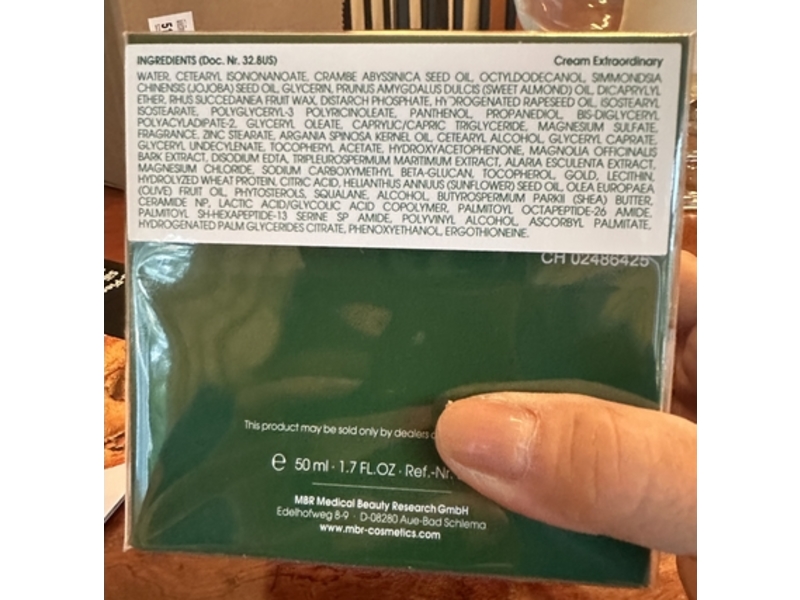 INGREDIENTS (Doc. Nr. 32.8US) Cream Extraordinary
WATER, CETEARYL ISONONANOATE, CRAMBE ABYSSINICA SEED OIL, OCTYLDODECANOL, SIMMONDSIA
CHINENSIS (JOJOBA) SEED OIL, GLYCERIN, PRUNUS AMYGDALUS DULCIS (SWEET ALMOND) OIL, DICAPRYLYL
ETHER, RHUS SUCCEDANEA FRUIT WAX, DISTARCH PHOSPHATE, HYDROGENATED RAPESEED OIL, ISOSTEARYL
ISOSTEARATE, POLYGLYCERYL-3 POLYRICINOLEATE, PANTHENOL, PROPANEDIOL, BIS-DIGLYCERYL
POLYACYLADIPATE-2, GLYCERYL OLEATE, CAPRYLIC/CAPRIC TRIGLYCERIDE, MAGNESIUM SULFATE,
FRAGRANCE, ZINC STEARATE, ARGANIA SPINOSA KERNEL OIL, CETEARYL ALCOHOL, GLYCERYL CAPRATE,
GLYCERYL UNDECYLENATE, TOCOPHERYL ACETATE, HYDROXYACETOPHENONE, MAGNOLIA OFFICINALIS
BARK EXTRACT, DISODIUM EDTA, TRIPLEUROSPERMUM MARITIMUM EXTRACT, ALARIA ESCULENTA EXTRACT,
MAGNESIUM CHLORIDE, SODIUM CARBOXYMETHYL BETA-GLUCAN, TOCOPHEROL, GOLD, LECITHIN,
HYDROLYZED WHEAT PROTEIN, CITRIC ACID, HELIANTHUS ANNUUS (SUNFLOWER) SEED OIL, OLEA EUROPAEA
(OLIVE) FRUIT OIL, PHYTOSTEROLS, SQUALANE, ALCOHOL, BUTYROSPERMUM PARKII (SHEA) BUTTER,
CERAMIDE NP, LACTIC ACID/GLYCOLIC ACID COPOLYMER, PALMITOYL OCTAPEPTIDE-26 AMIDE,
PALMITOYL SH-HEXAPEPTIDE-13 SERINE SP AMIDE, POLYVINYL ALCOHOL, ASCORBYL PALMITATE,
HYDROGENATED PALM GLYCERIDES CITRATE, PHENOXYETHANOL, ERGOTHIONEINE.
CH 02486425
This product may be sold only by dealers
e 50 ml · 1.7 FL.OZ · Ref.-Nr.
MBR Medical Beauty Research GmbH
Edelhofweg 8-9 · D-08280 Aue-Bad Schlema
www.mbr-cosmetics.com